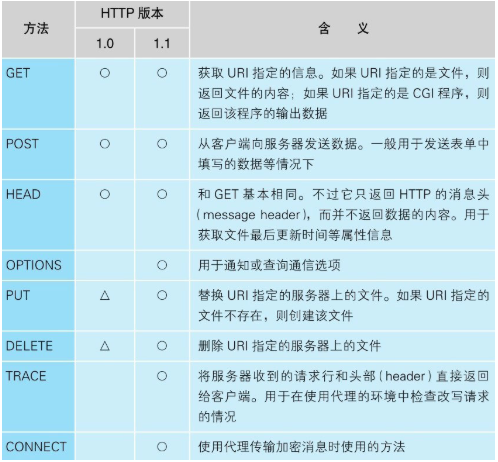 方法 HTTP 版本 含 义
1.0 1.1
GET ○ ○ 获取 URI 指定的信息。如果 URI 指定的是文件，则
返回文件的内容；如果 URI 指定的是 CGI 程序，则
返回该程序的输出数据
POST ○ ○ 从客户端向服务器发送数据。一般用于发送表单中
填写的数据等情况下
HEAD ○ ○ 和 GET 基本相同。不过它只返回 HTTP 的消息头
（message header），而并不返回数据的内容。用于
获取文件最后更新时间等属性信息
OPTIONS ○ 用于通知或查询通信选项
PUT △ ○ 替换 URI 指定的服务器上的文件。如果 URI 指定的
文件不存在，则创建该文件
DELETE △ ○ 删除 URI 指定的服务器上的文件
TRACE ○ 将服务器收到的请求行和头部（header）直接返回
给客户端。用于在使用代理的环境中检查改写请求
的情况
CONNECT ○ 使用代理传输加密消息时使用的方法